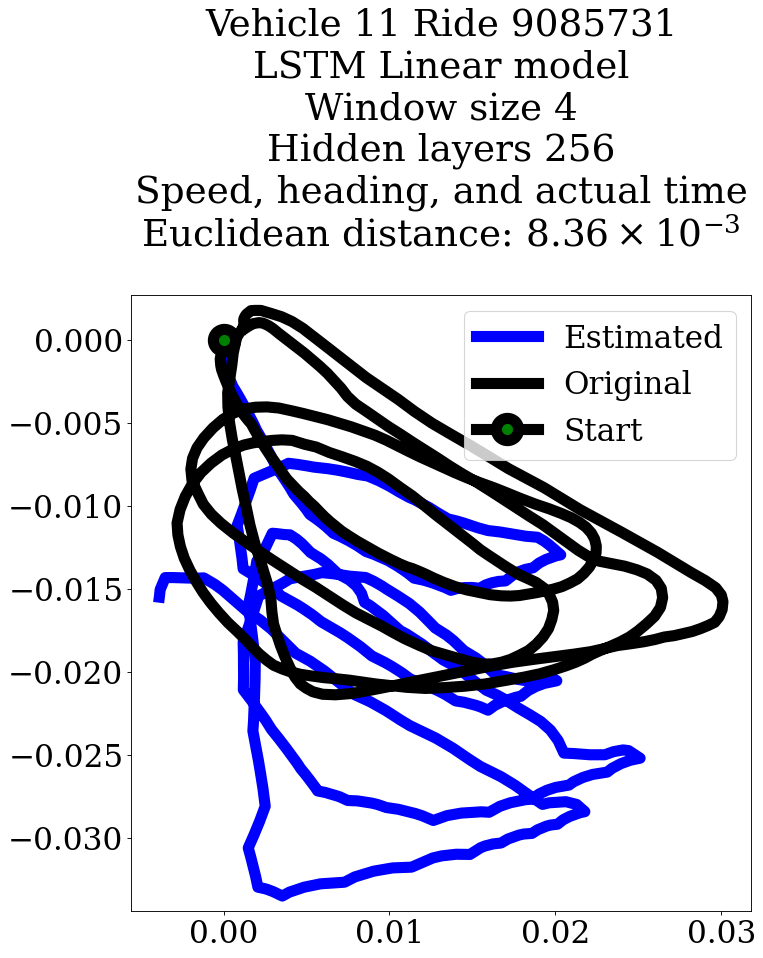 Vehicle 11 Ride 9085731
LSTM Linear model
Window size 4
Hidden layers 256
Speed, heading, and actual time
Euclidean distance: 8.36 × 10⁻³
Estimated
Original
Start
0.000
−0.005
−0.010
−0.015
−0.020
−0.025
−0.030
0.00 0.01 0.02 0.03